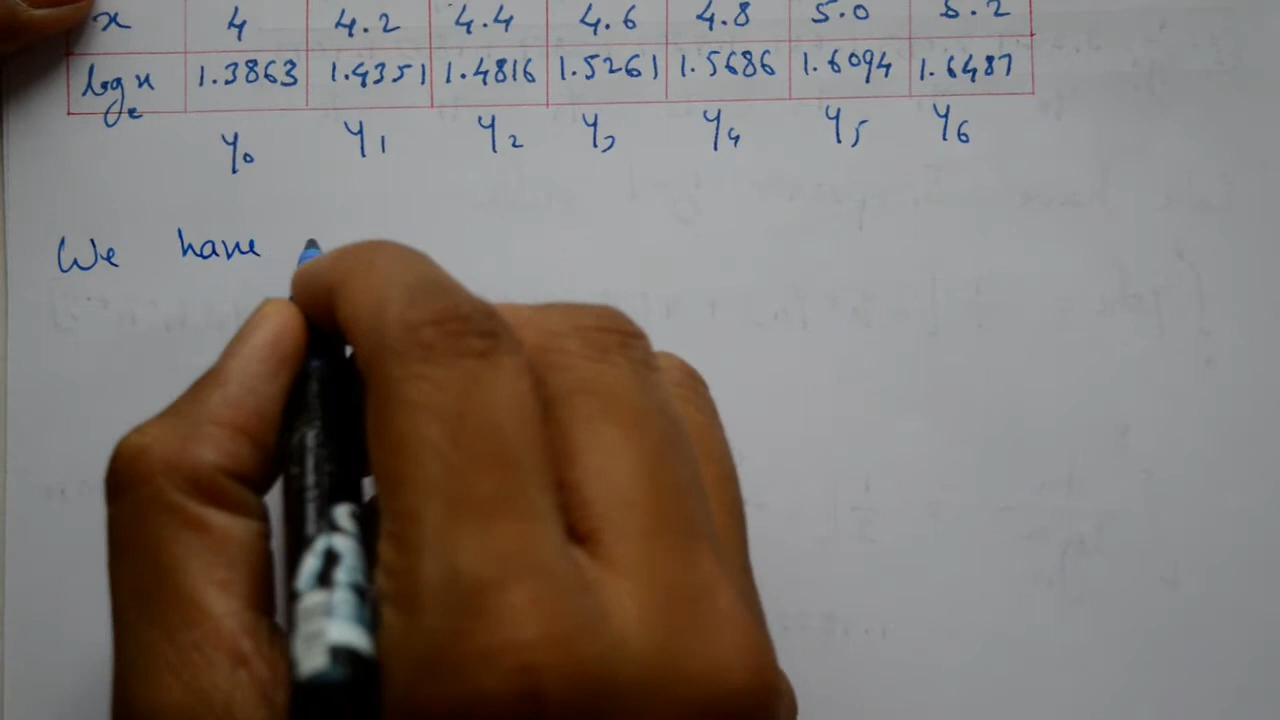 x 4 4.2 4.4 4.6 4.8 5.0 5.2
logₑx 1.3863 1.4351 1.4816 1.5261 1.5686 1.6094 1.6487
y₀ y₁ y₂ y₃ y₄ y₅ y₆
We have